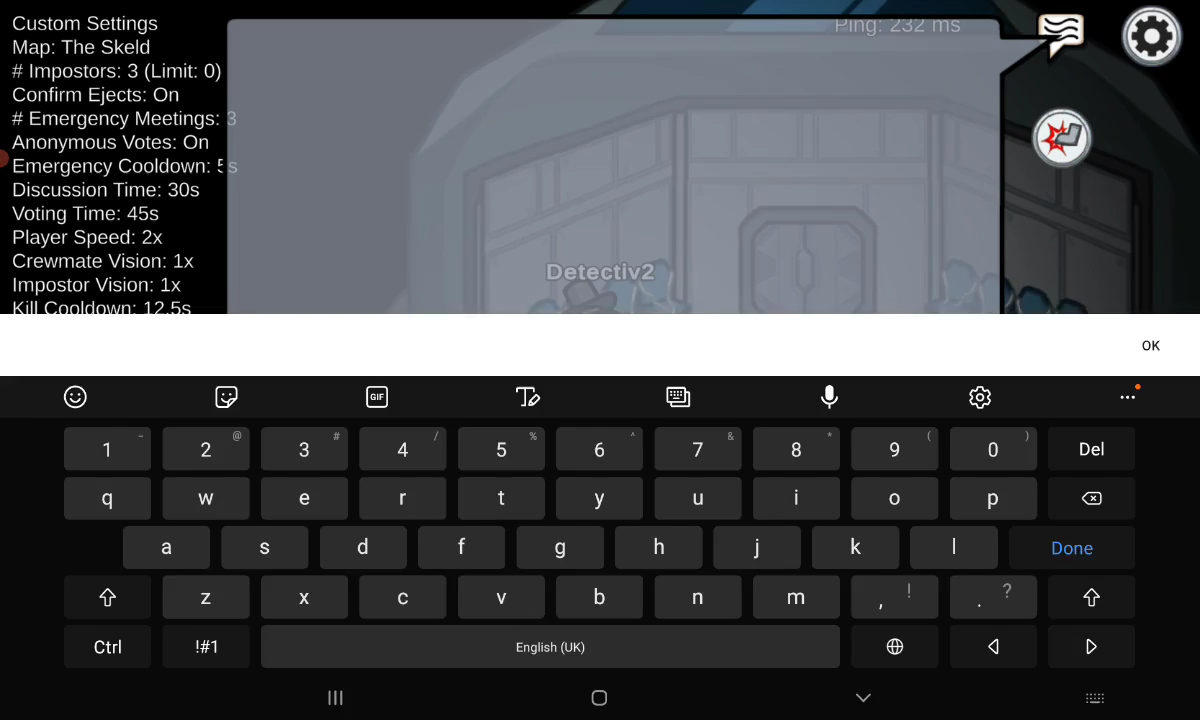 Custom Settings
Ping: 232 ms
Map: The Skeld
# Impostors: 3 (Limit: 0)
Confirm Ejects: On
# Emergency Meetings: 3
Anonymous Votes: On
Emergency Cooldown: 5s
Discussion Time: 30s
Voting Time: 45s
Player Speed: 2x
Crewmate Vision: 1x
Detectiv2
Impostor Vision: 1x
Kill Cooldown: 12.5s
OK
GIF
1 - 2 @ 3 # 4 / 5 % 6 ^ 7 & 8 * 9 ( 0 ) Del
q w e r t y u i o p
a s d f g h j k l Done
z x c v b n m , ! . ?
Ctrl !#1 English (UK)